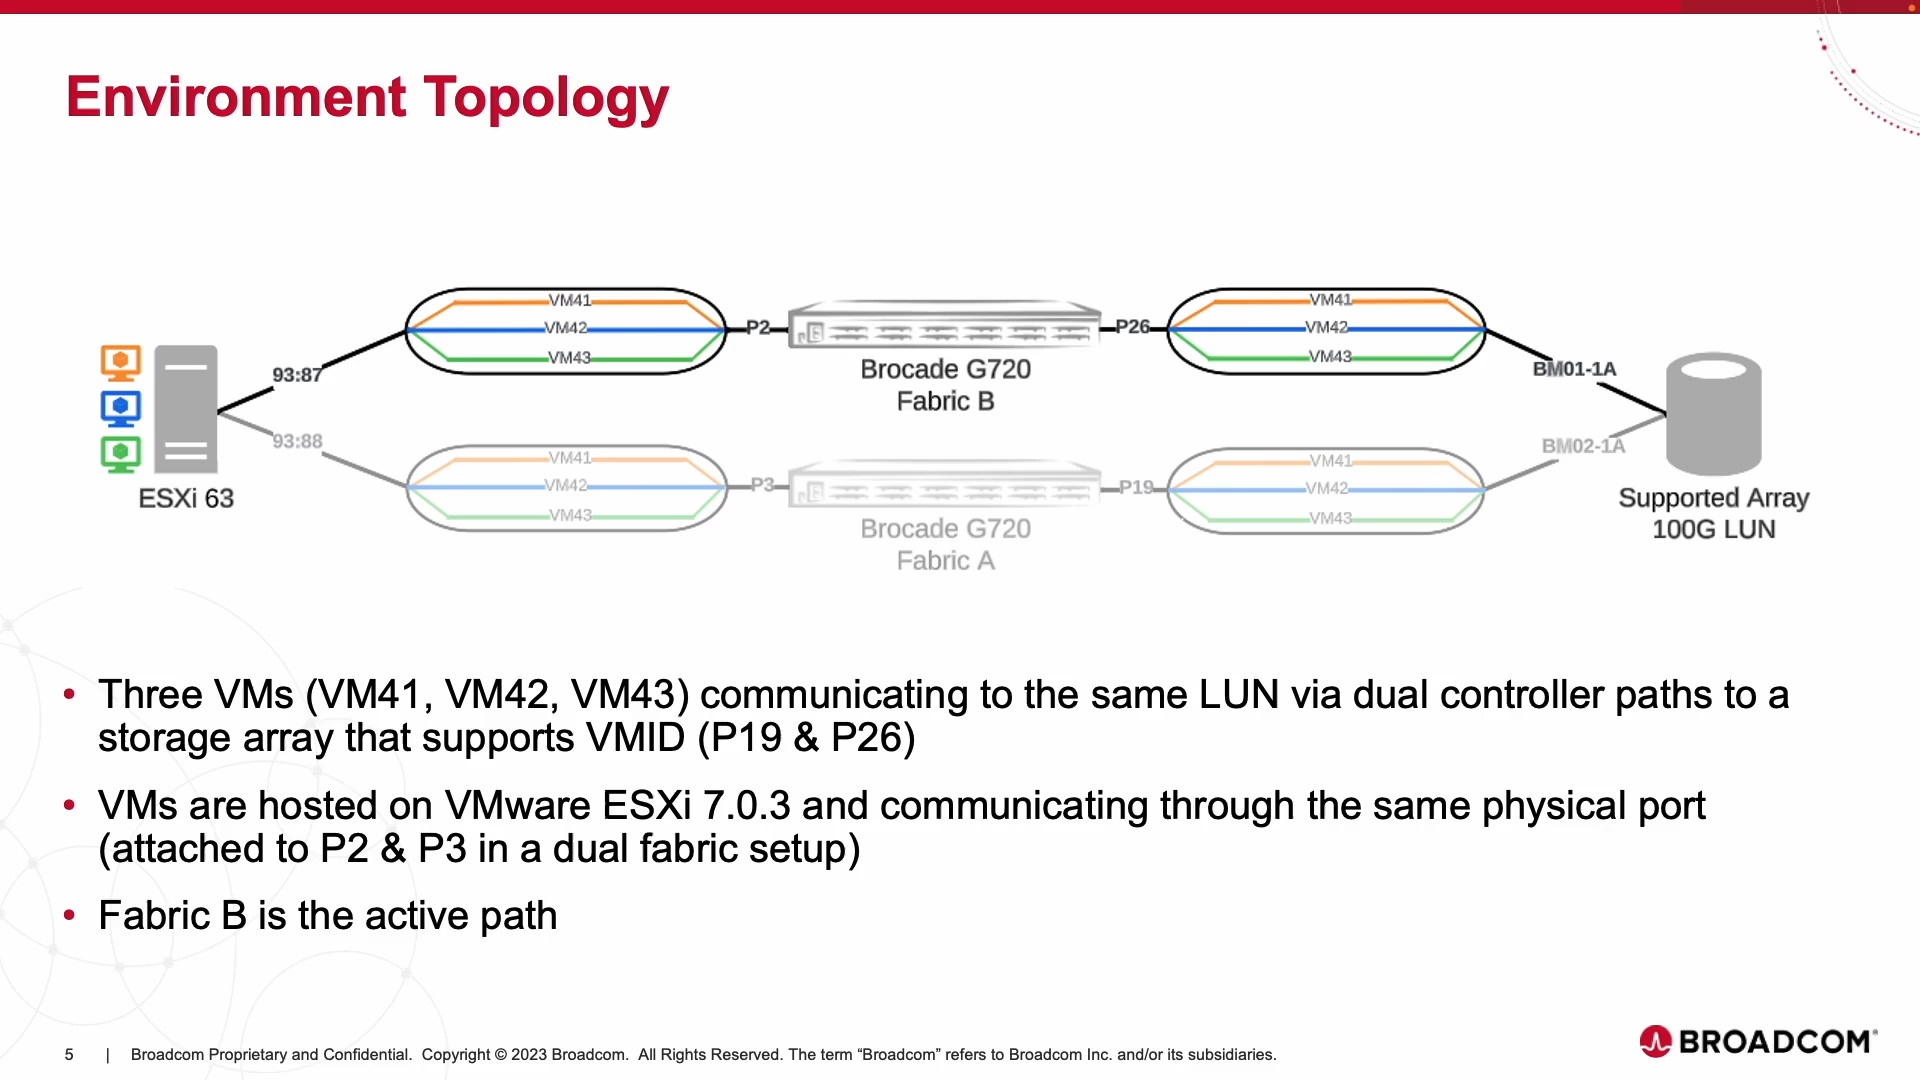 Environment Topology
VM41
VM42
VM43
P2
P26
VM41
VM42
VM43
93:87
Brocade G720
Fabric B
BM01-1A
93:88
ESXi 63
VM41
VM42
VM43
P3
P19
VM41
VM42
VM43
Brocade G720
Fabric A
BM02-1A
Supported Array
100G LUN
• Three VMs (VM41, VM42, VM43) communicating to the same LUN via dual controller paths to a
storage array that supports VMID (P19 & P26)
• VMs are hosted on VMware ESXi 7.0.3 and communicating through the same physical port
(attached to P2 & P3 in a dual fabric setup)
• Fabric B is the active path
5 | Broadcom Proprietary and Confidential. Copyright © 2023 Broadcom. All Rights Reserved. The term “Broadcom” refers to Broadcom Inc. and/or its subsidiaries.
BROADCOM®